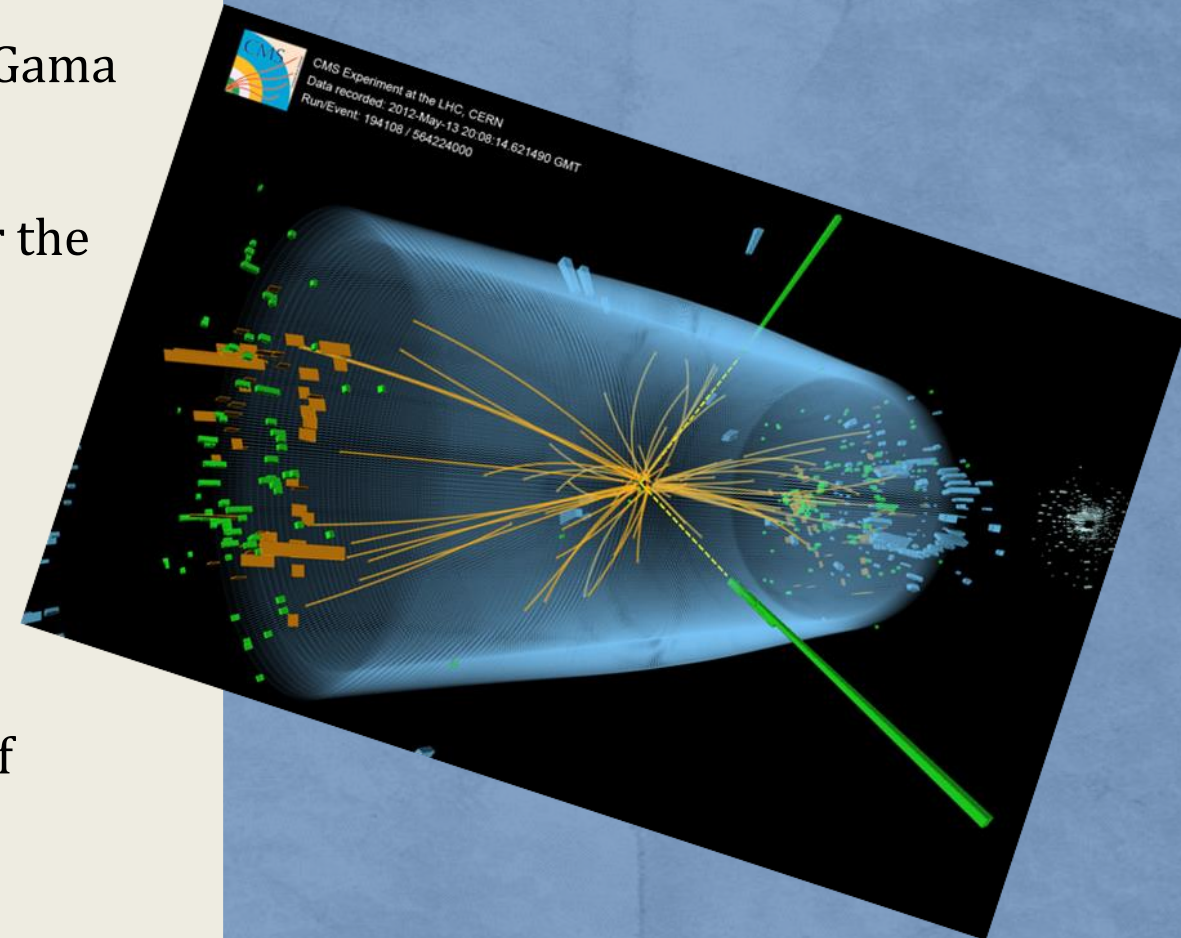 Gama
CMS
CMS Experiment at the LHC, CERN
Data recorded: 2012-May-13 20:08:14.621490 GMT
Run/Event: 194108 / 564224000
r the
f